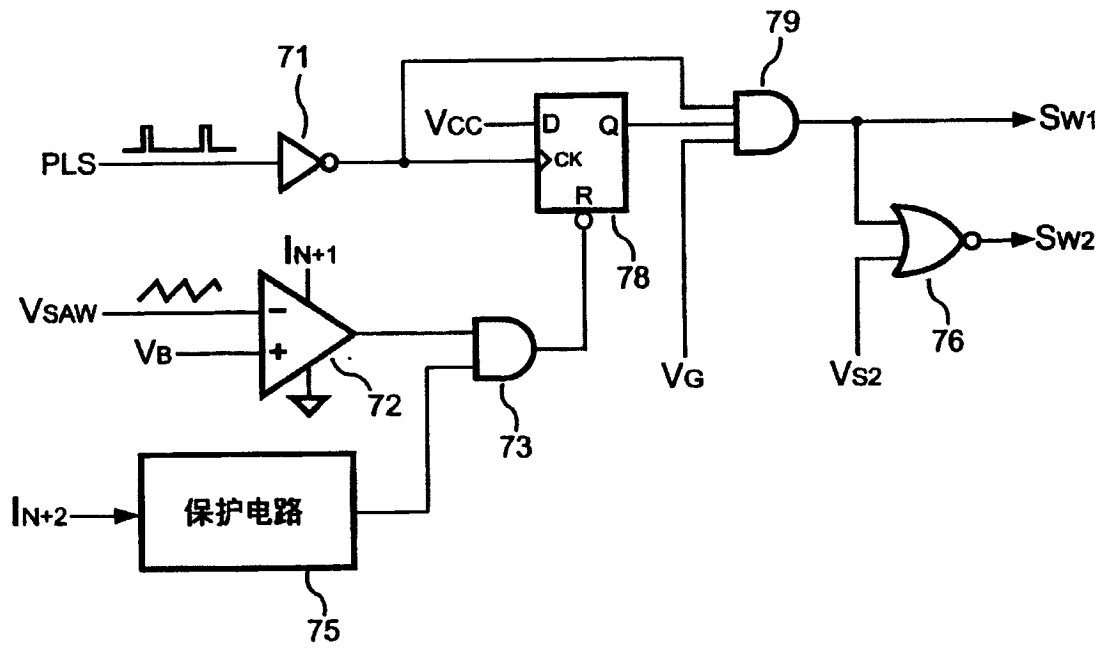 79
71
VCC
D
Q
SW1
PLS
CK
R
78
IN+1
SW2
VSAW
−
VB
+
76
72
VG
VS2
73
IN+2
保护电路
75